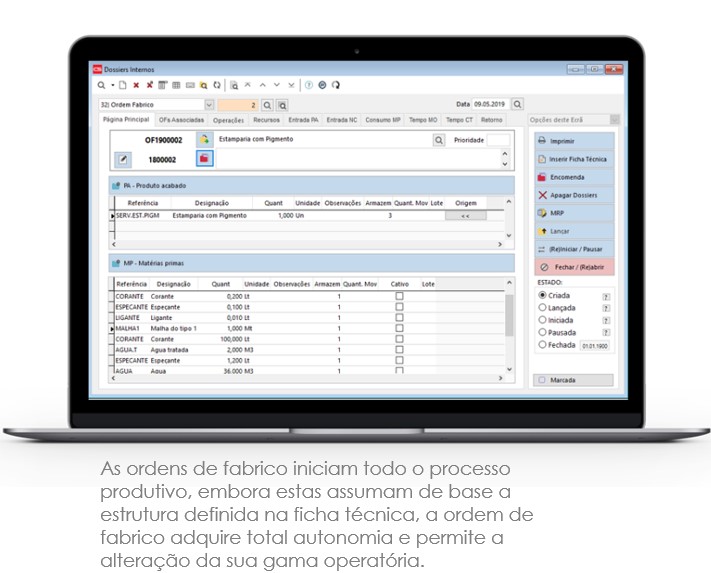 Dossiers Internos
32) Ordem Fabrico 2 Data 09.05.2019
Página Principal OFs Associadas Operações Recursos Entrada PA Entrada NC Consumo MP Tempo MO Tempo CT Retorno
OF1900002 Estamparia com Pigmento Prioridade
1800002
PA - Produto acabado
Referência Designação Quant Unidade Observações Armazem Quant. Mov Lote Origem
SERV.EST.PIGM Estamparia com Pigmento 1,000 Un 3 <<
MP - Matérias primas
Referência Designação Quant Unidade Observações Armazem Quant. Mov Cativo Lote
CORANTE Corante 0,200 Lt 1
ESPECANTE Especante 0,100 Lt 1
LIGANTE Ligante 0,010 Lt 1
MALHA1 Malha do tipo 1 1,000 Mt 1
CORANTE Corante 100,000 Lt 1
AGUA.T Agua tratada 2,000 M3 1
ESPECANTE Especante 1,200 Lt 1
AGUA Agua 36,000 M3 1
Opções deste Ecrã
Imprimir
Inserir Ficha Técnica
Encomenda
Apagar Dossiers
MRP
Lançar
(Re)Iniciar / Pausar
Fechar / (Re)abrir
ESTADO:
Criada ?
Lançada ?
Iniciada ?
Pausada ?
Fechada 01.01.1900
Marcada
As ordens de fabrico iniciam todo o processo
produtivo, embora estas assumam de base a
estrutura definida na ficha técnica, a ordem de
fabrico adquire total autonomia e permite a
alteração da sua gama operatória.